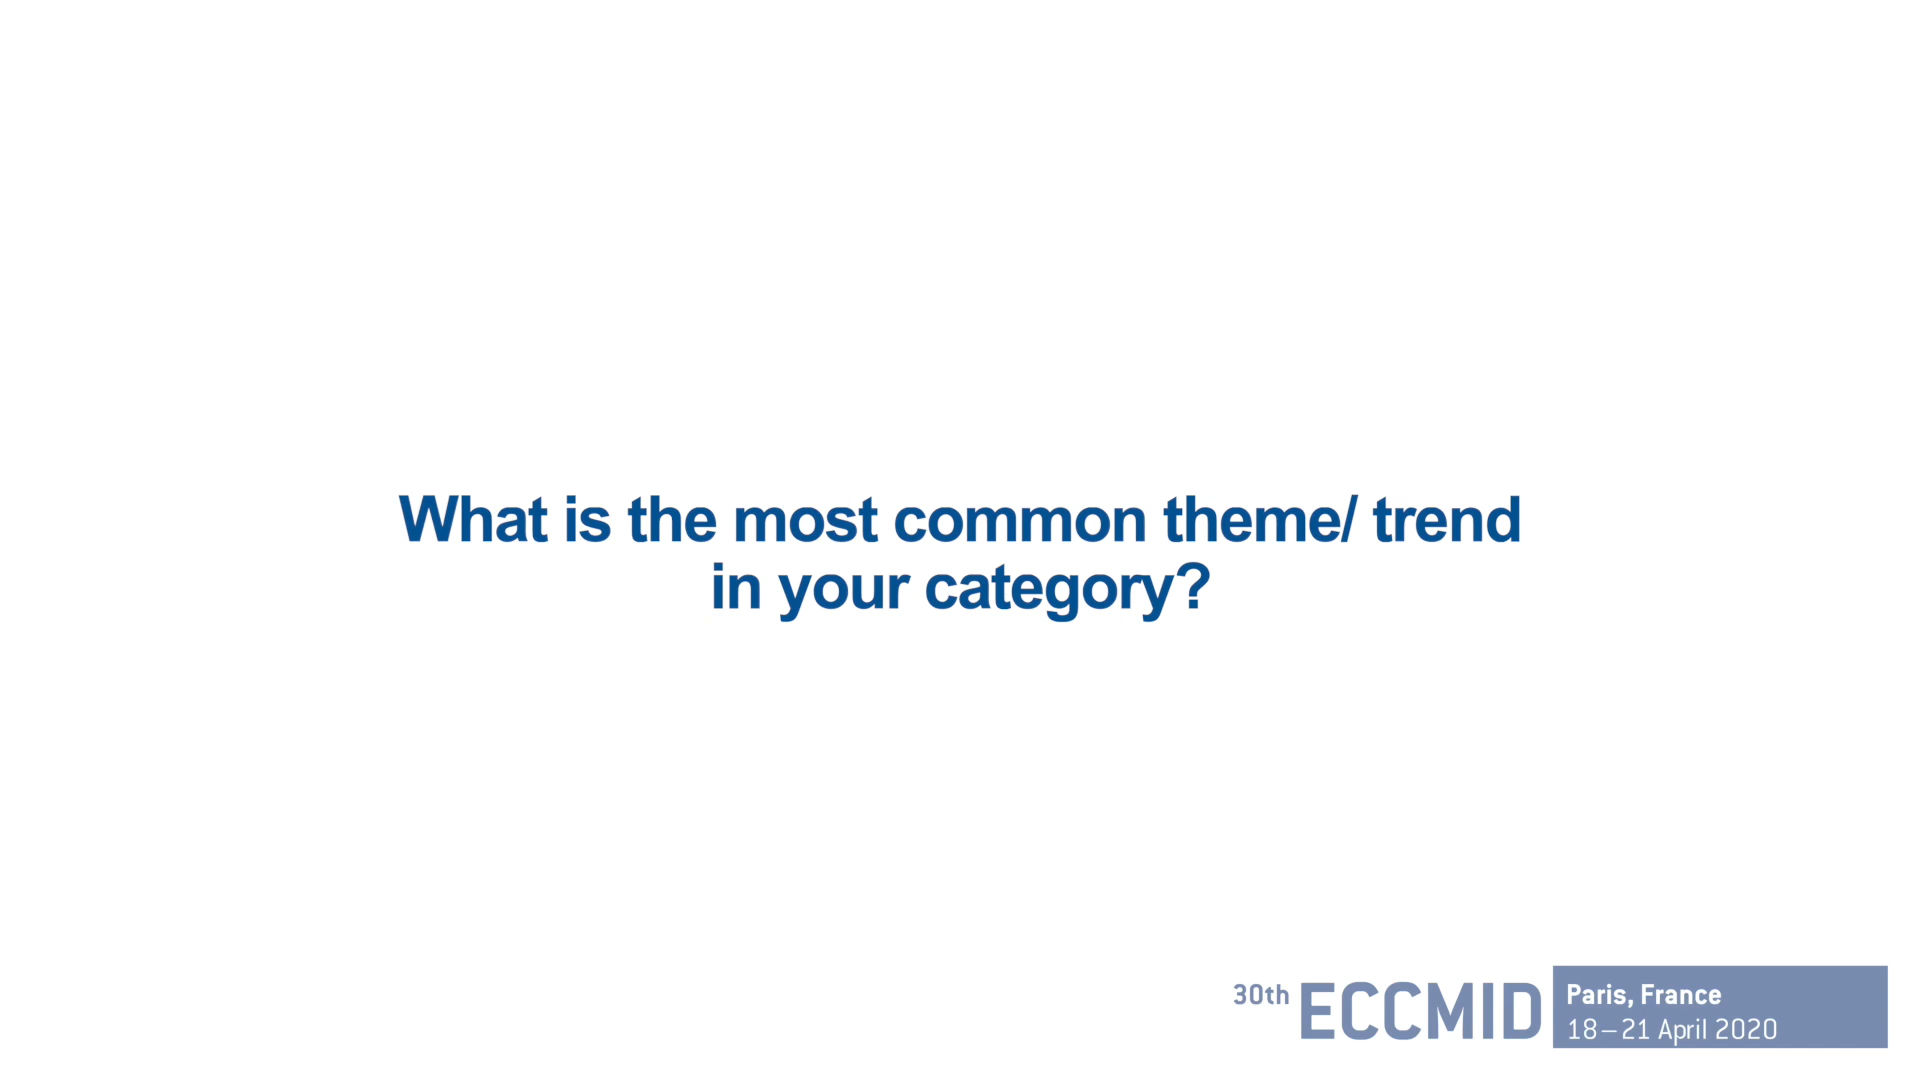 What is the most common theme/ trend
in your category?
30th ECCMID
Paris, France
18–21 April 2020